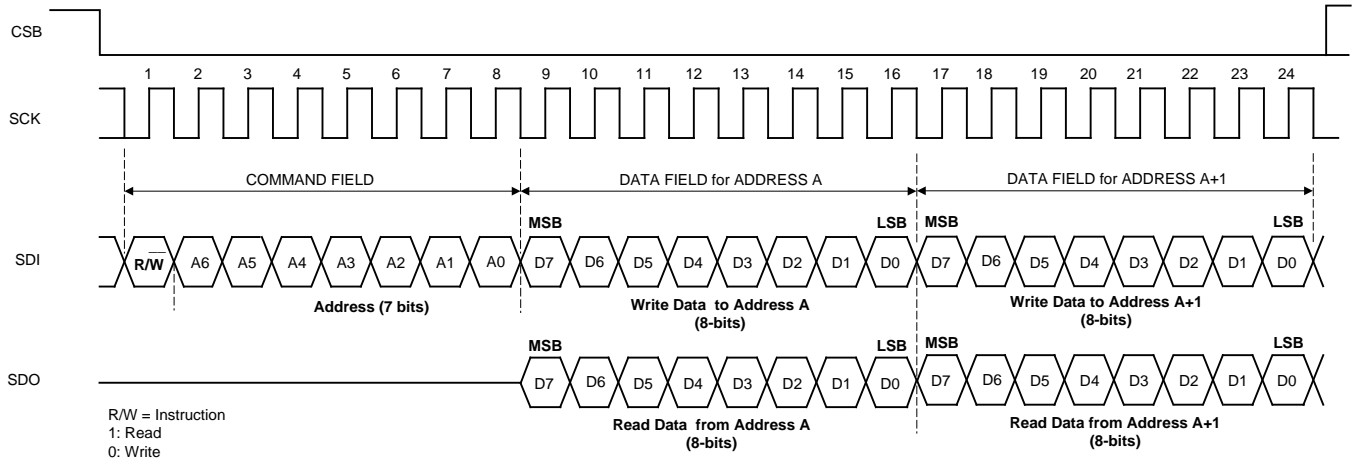 CSB
1 2 3 4 5 6 7 8 9 10 11 12 13 14 15 16 17 18 19 20 21 22 23 24
SCK
COMMAND FIELD DATA FIELD for ADDRESS A DATA FIELD for ADDRESS A+1
MSB LSB MSB LSB
SDI R/W̅ A6 A5 A4 A3 A2 A1 A0 D7 D6 D5 D4 D3 D2 D1 D0 D7 D6 D5 D4 D3 D2 D1 D0
Address (7 bits) Write Data to Address A Write Data to Address A+1
(8-bits) (8-bits)
MSB LSB MSB LSB
SDO D7 D6 D5 D4 D3 D2 D1 D0 D7 D6 D5 D4 D3 D2 D1 D0
R/W = Instruction Read Data from Address A Read Data from Address A+1
1: Read (8-bits) (8-bits)
0: Write